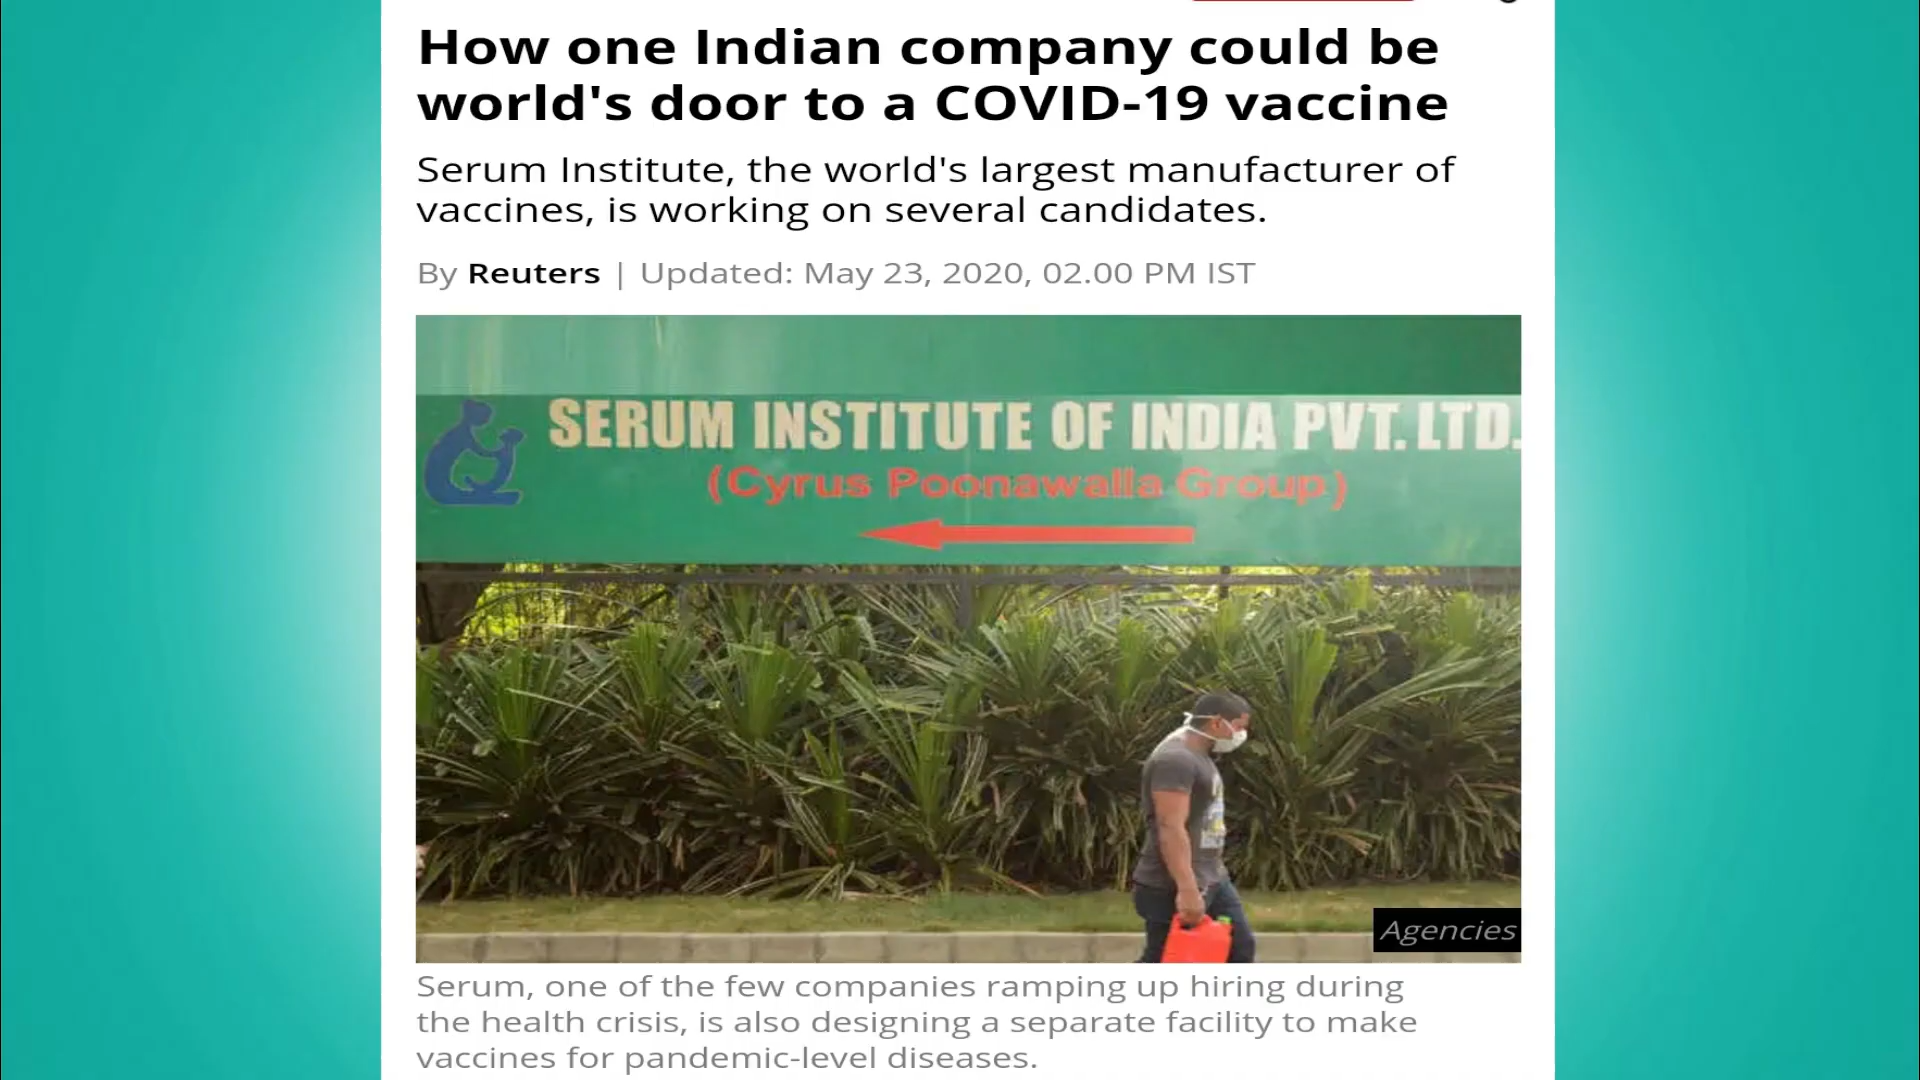 How one Indian company could be
world's door to a COVID-19 vaccine
Serum Institute, the world's largest manufacturer of
vaccines, is working on several candidates.
By Reuters | Updated: May 23, 2020, 02.00 PM IST
SERUM INSTITUTE OF INDIA PVT. LTD.
(Cyrus Poonawalla Group)
Agencies
Serum, one of the few companies ramping up hiring during
the health crisis, is also designing a separate facility to make
vaccines for pandemic-level diseases.